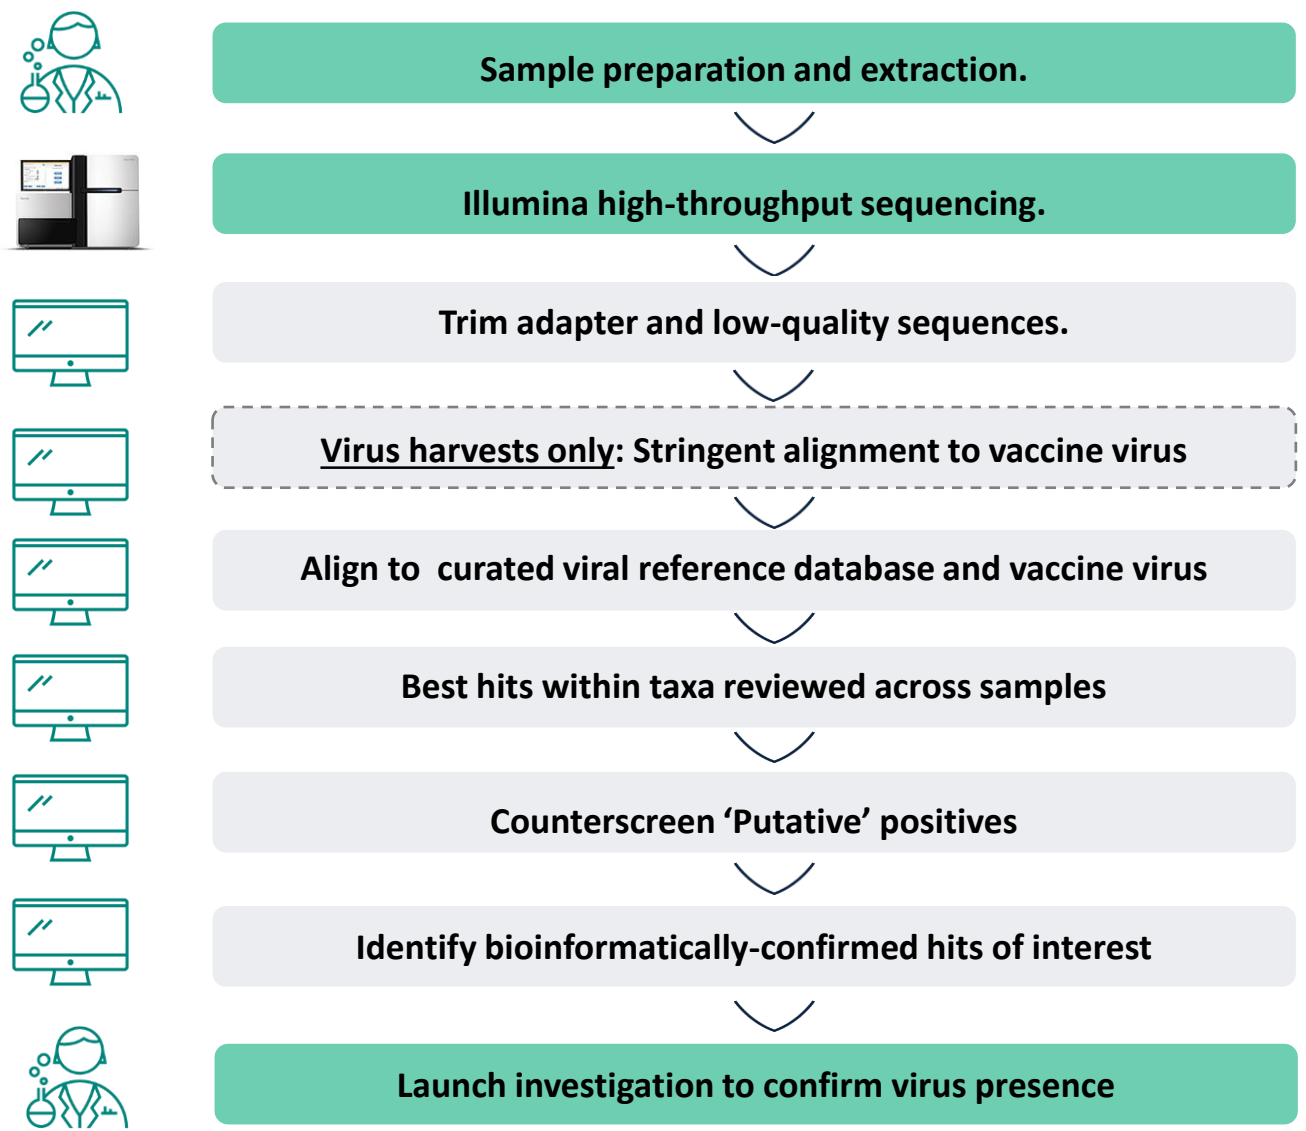 Sample preparation and extraction.
Illumina high-throughput sequencing.
Trim adapter and low-quality sequences.
Virus harvests only: Stringent alignment to vaccine virus
Align to  curated viral reference database and vaccine virus
Best hits within taxa reviewed across samples
Counterscreen ‘Putative’ positives
Identify bioinformatically-confirmed hits of interest
Launch investigation to confirm virus presence